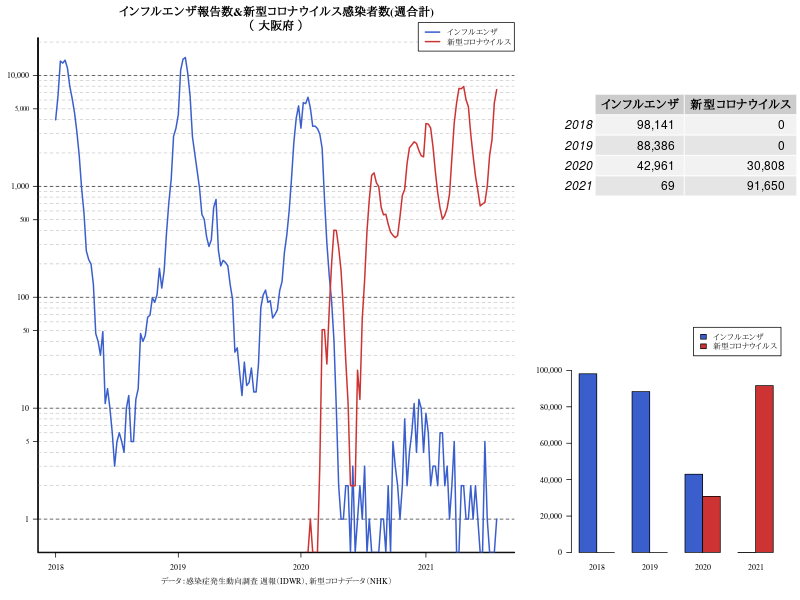 インフルエンザ報告数&新型コロナウイルス感染者数(週合計)
( 大阪府 )
インフルエンザ
新型コロナウイルス
10,000
5,000
1,000
500
100
50
10
5
1
2018 2019 2020 2021
データ：感染症発生動向調査 週報(IDWR)、新型コロナデータ(NHK)
インフルエンザ 新型コロナウイルス
2018 98,141 0
2019 88,386 0
2020 42,961 30,808
2021 69 91,650
インフルエンザ
新型コロナウイルス
100,000
80,000
60,000
40,000
20,000
0
2018 2019 2020 2021